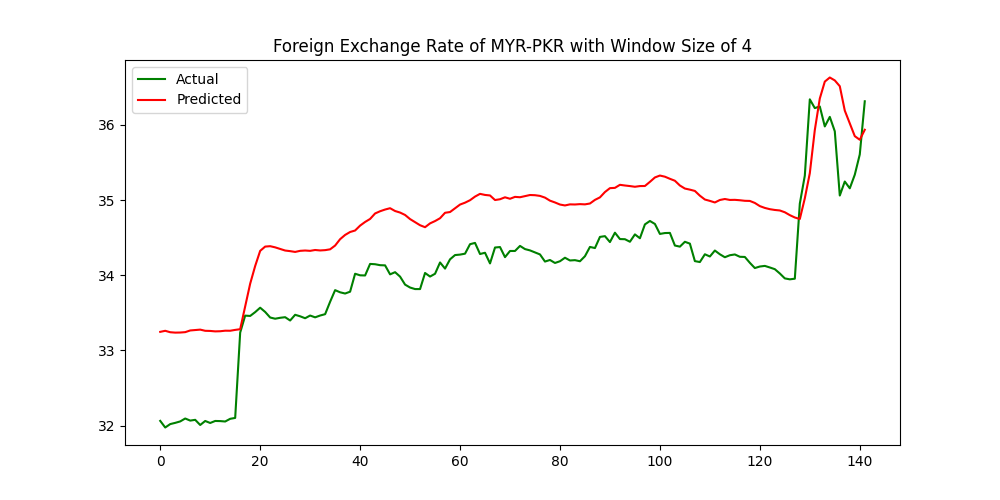 Foreign Exchange Rate of MYR-PKR with Window Size of 4
Actual
Predicted
36
35
34
33
32
0 20 40 60 80 100 120 140